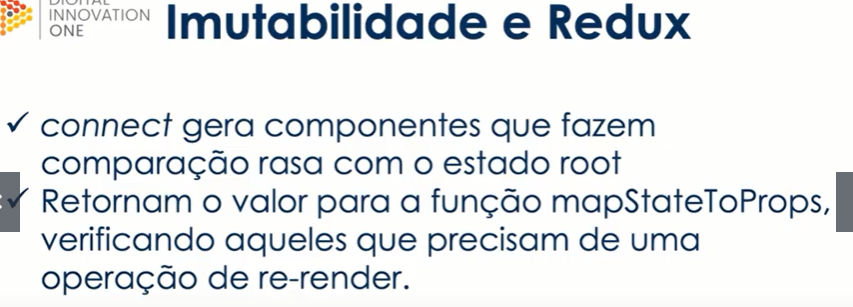 DIGITAL
INNOVATION
ONE
Imutabilidade e Redux
✓ connect gera componentes que fazem
comparação rasa com o estado root
✓ Retornam o valor para a função mapStateToProps,
verificando aqueles que precisam de uma
operação de re-render.